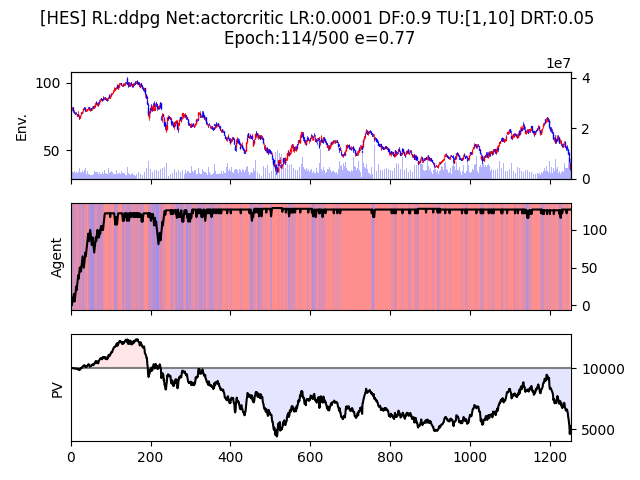 [HES] RL:ddpg Net:actorcritic LR:0.0001 DF:0.9 TU:[1,10] DRT:0.05
Epoch:114/500 e=0.77
1e7
Env.
100
50
4
2
0
Agent
100
50
0
PV
10000
5000
0 200 400 600 800 1000 1200